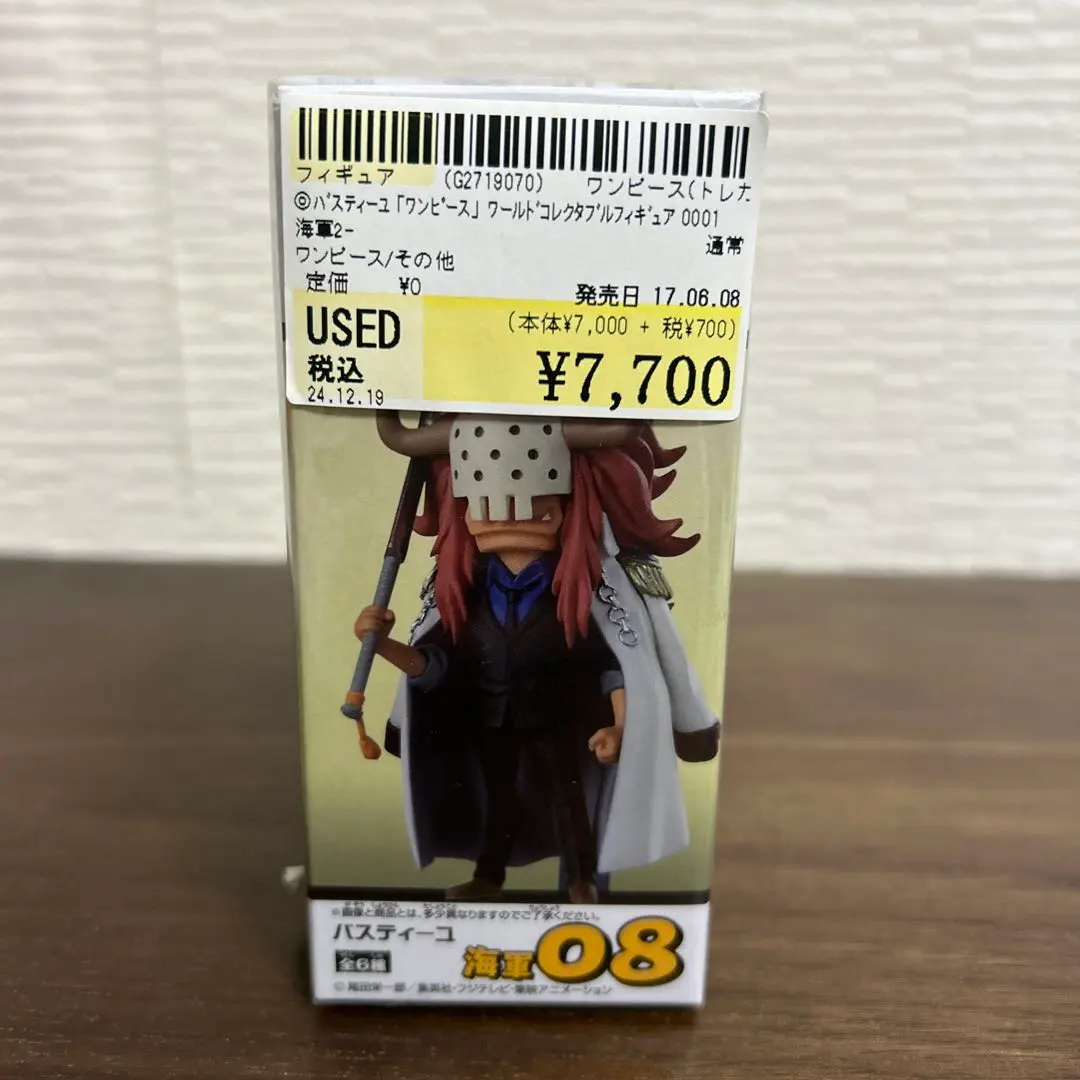 フィギュア (G2719070) ワンピース(トレカ
©バスティーユ「ワンピース」ワールドコレクタブルフィギュア 0001
海軍2- 通常
ワンピース/その他
定価 ¥0 発売日 17.06.08
USED (本体¥7,000 + 税¥700)
税込 ¥7,700
24.12.19
※画像と商品とは、多少異なりますのでご了承ください。
バスティーユ
全6種 海軍08
©尾田栄一郎/集英社・フジテレビ・東映アニメーション